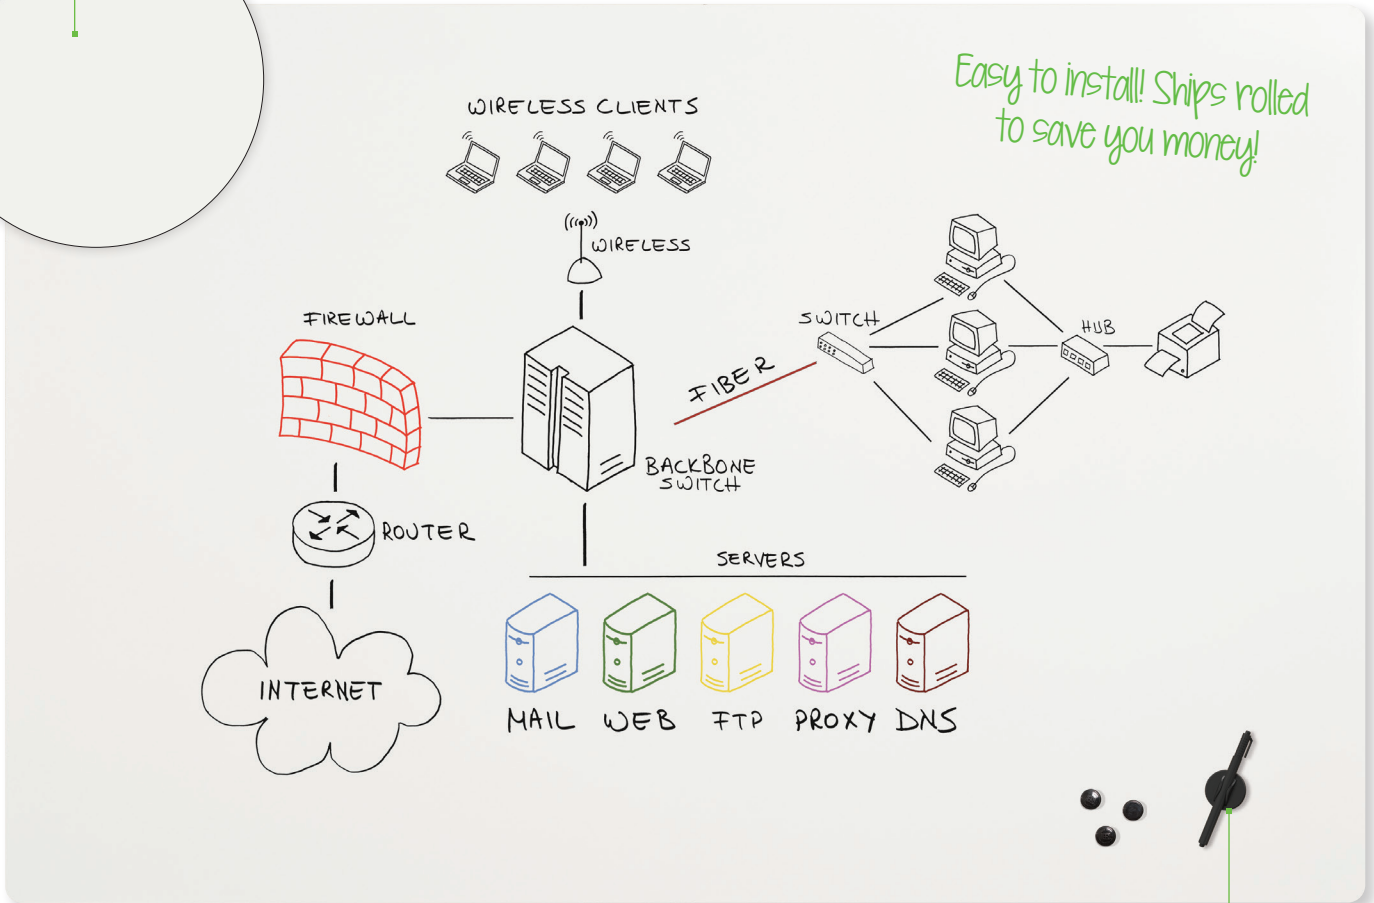 Easy to install! Ships rolled
to save you money!
WIRELESS CLIENTS
WIRELESS
FIREWALL
SWITCH
HUB
FIBER
BACKBONE
SWITCH
ROUTER
SERVERS
INTERNET
MAIL
WEB
FTP
PROXY
DNS